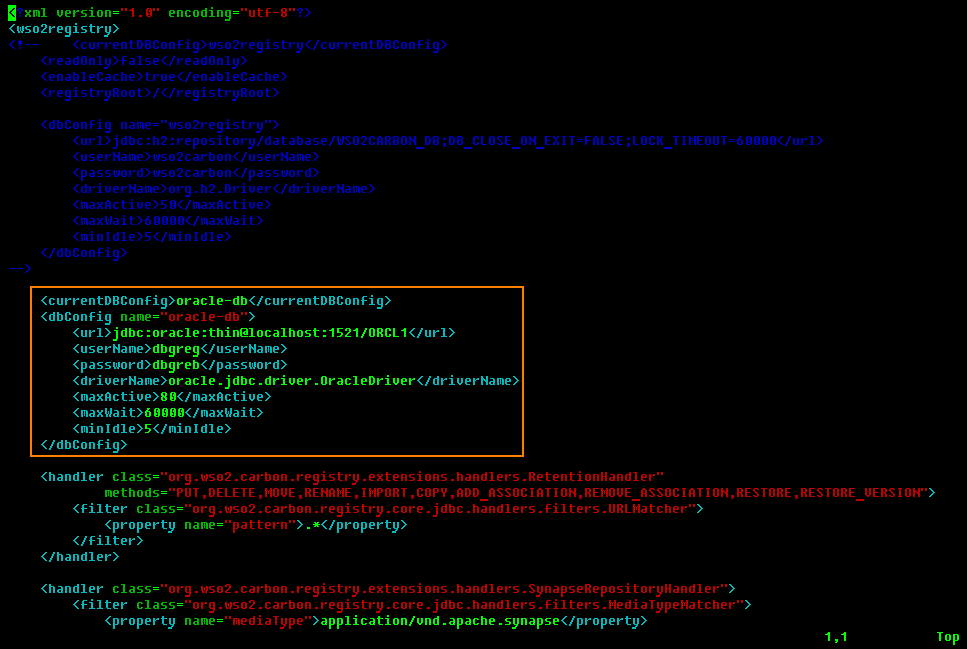 <?xml version="1.0" encoding="utf-8"?>
<wso2registry>
<!--    <currentDBConfig>wso2registry</currentDBConfig>
    <readOnly>false</readOnly>
    <enableCache>true</enableCache>
    <registryRoot>/</registryRoot>

    <dbConfig name="wso2registry">
        <url>jdbc:h2:repository/database/WSO2CARBON_DB;DB_CLOSE_ON_EXIT=FALSE;LOCK_TIMEOUT=60000</url>
        <userName>wso2carbon</userName>
        <password>wso2carbon</password>
        <driverName>org.h2.Driver</driverName>
        <maxActive>50</maxActive>
        <maxWait>60000</maxWait>
        <minIdle>5</minIdle>
    </dbConfig>
-->

    <currentDBConfig>oracle-db</currentDBConfig>
    <dbConfig name="oracle-db">
        <url>jdbc:oracle:thin@localhost:1521/ORCL1</url>
        <userName>dbgreg</userName>
        <password>dbgreb</password>
        <driverName>oracle.jdbc.driver.OracleDriver</driverName>
        <maxActive>80</maxActive>
        <maxWait>60000</maxWait>
        <minIdle>5</minIdle>
    </dbConfig>

    <handler class="org.wso2.carbon.registry.extensions.handlers.RetentionHandler"
            methods="PUT,DELETE,MOVE,RENAME,IMPORT,COPY,ADD_ASSOCIATION,REMOVE_ASSOCIATION,RESTORE,RESTORE_VERSION">
        <filter class="org.wso2.carbon.registry.core.jdbc.handlers.filters.URLMatcher">
            <property name="pattern">.*</property>
        </filter>
    </handler>

    <handler class="org.wso2.carbon.registry.extensions.handlers.SynapseRepositoryHandler">
        <filter class="org.wso2.carbon.registry.core.jdbc.handlers.filters.MediaTypeMatcher">
            <property name="mediaType">application/vnd.apache.synapse</property>
1,1 Top